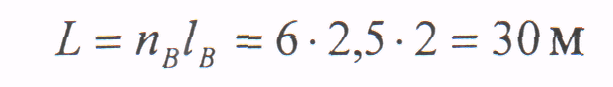 L = n_B l_B = 6 · 2,5 · 2 = 30 м